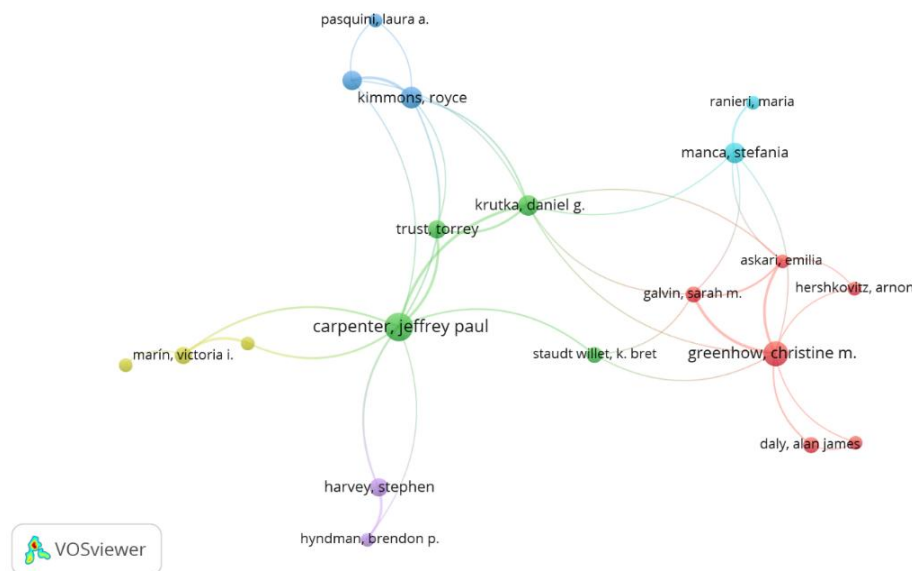 pasquini, laura a.
kimmons, royce
ranieri, maria
manca, stefania
krutka, daniel g.
trust, torrey
askari, emilia
hershkovitz, arnon
galvin, sarah m.
carpenter, jeffrey paul
marín, victoria i.
staudt willet, k. bret
greenhow, christine m.
daly, alan james
harvey, stephen
hyndman, brendon p.
VOSviewer